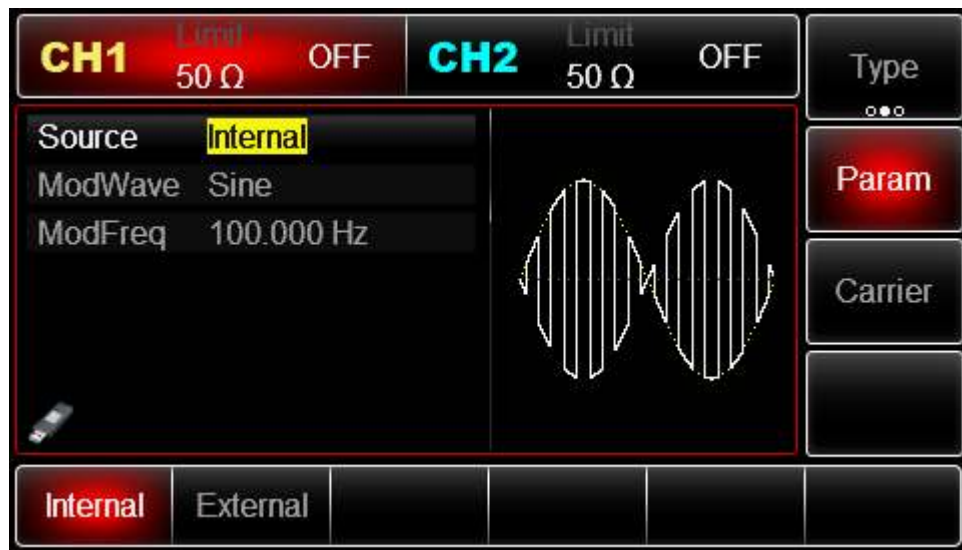 CH1 Limit 50 Ω OFF
CH2 Limit 50 Ω OFF
Type
Source Internal
ModWave Sine
ModFreq 100.000 Hz
Param
Carrier
Internal External